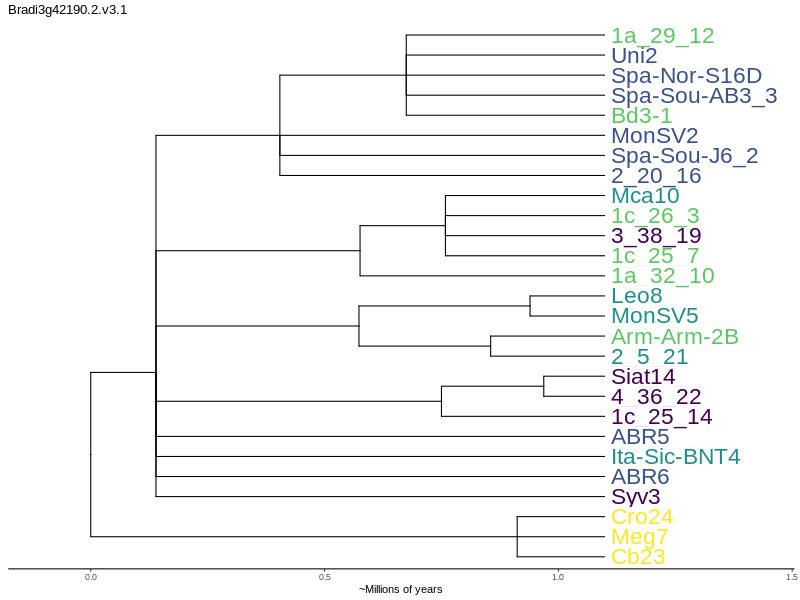 Bradi3g42190.2.v3.1
1a_29_12
Uni2
Spa-Nor-S16D
Spa-Sou-AB3_3
Bd3-1
MonSV2
Spa-Sou-J6_2
2_20_16
Mca10
1c_26_3
3_38_19
1c_25_7
1a_32_10
Leo8
MonSV5
Arm-Arm-2B
2_5_21
Siat14
4_36_22
1c_25_14
ABR5
Ita-Sic-BNT4
ABR6
Syv3
Cro24
Meg7
Cb23
0.0 0.5 1.0 1.5
~Millions of years